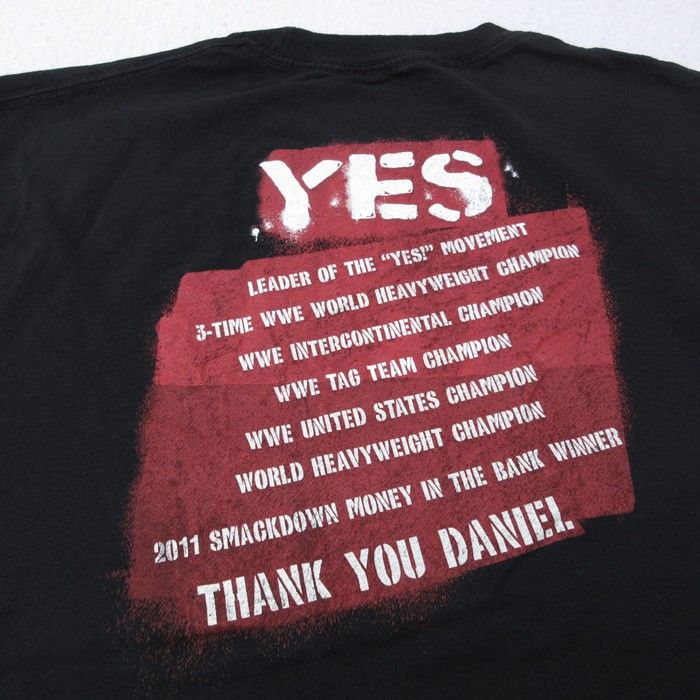 YES
LEADER OF THE "YES!" MOVEMENT
3-TIME WWE WORLD HEAVYWEIGHT CHAMPION
WWE INTERCONTINENTAL CHAMPION
WWE TAG TEAM CHAMPION
WWE UNITED STATES CHAMPION
WORLD HEAVYWEIGHT CHAMPION
2011 SMACKDOWN MONEY IN THE BANK WINNER
THANK YOU DANIEL